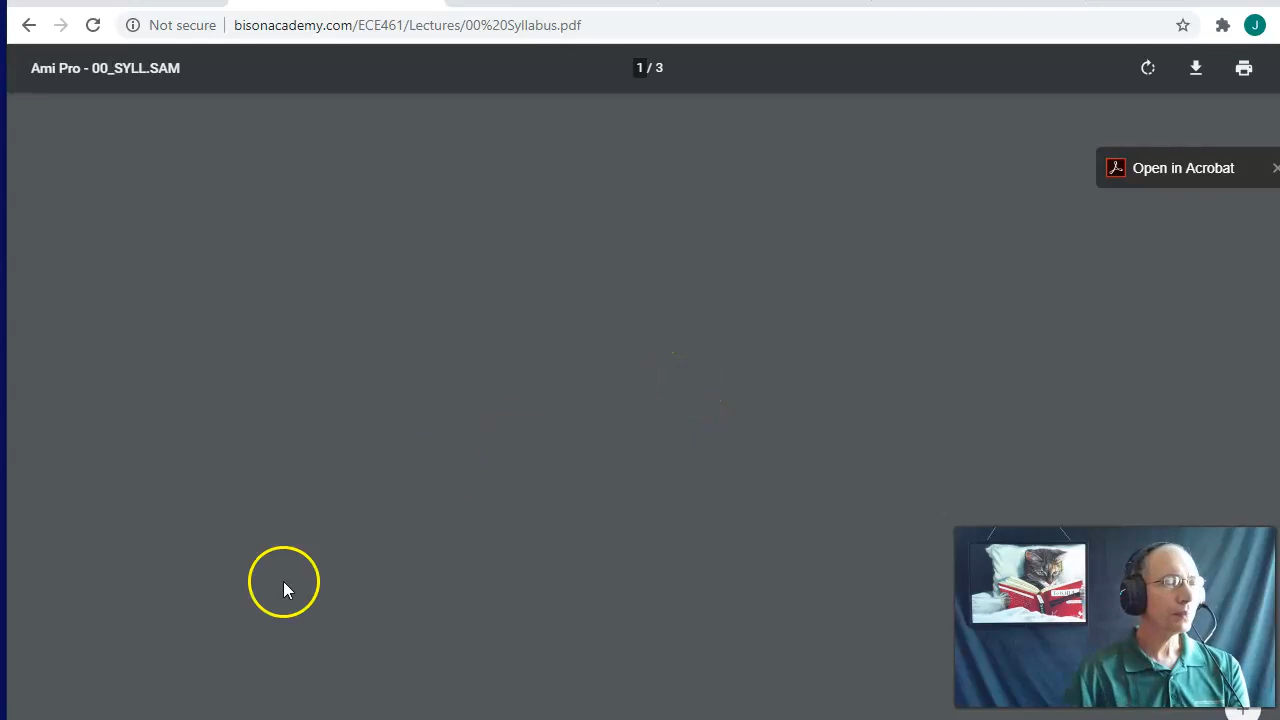 Not secure bisonacademy.com/ECE461/Lectures/00%20Syllabus.pdf J
Ami Pro - 00_SYLL.SAM 1 / 3
Open in Acrobat